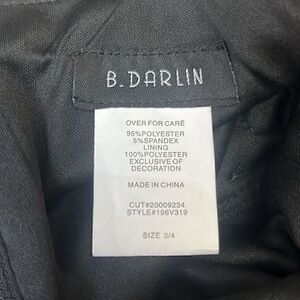 B. DARLIN
OVER FOR CARE
95%POLYESTER
5%SPANDEX
LINING
100%POLYESTER
EXCLUSIVE OF
DECORATION
MADE IN CHINA
CUT#20009234
STYLE#196V319
SIZE 3/4